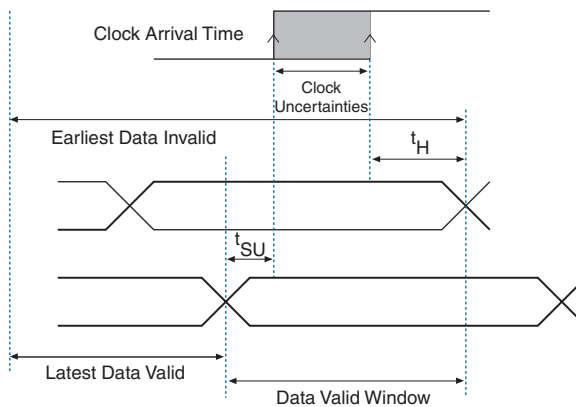 Clock Arrival Time
Clock
Uncertainties
Earliest Data Invalid
tH
tSU
Latest Data Valid
Data Valid Window